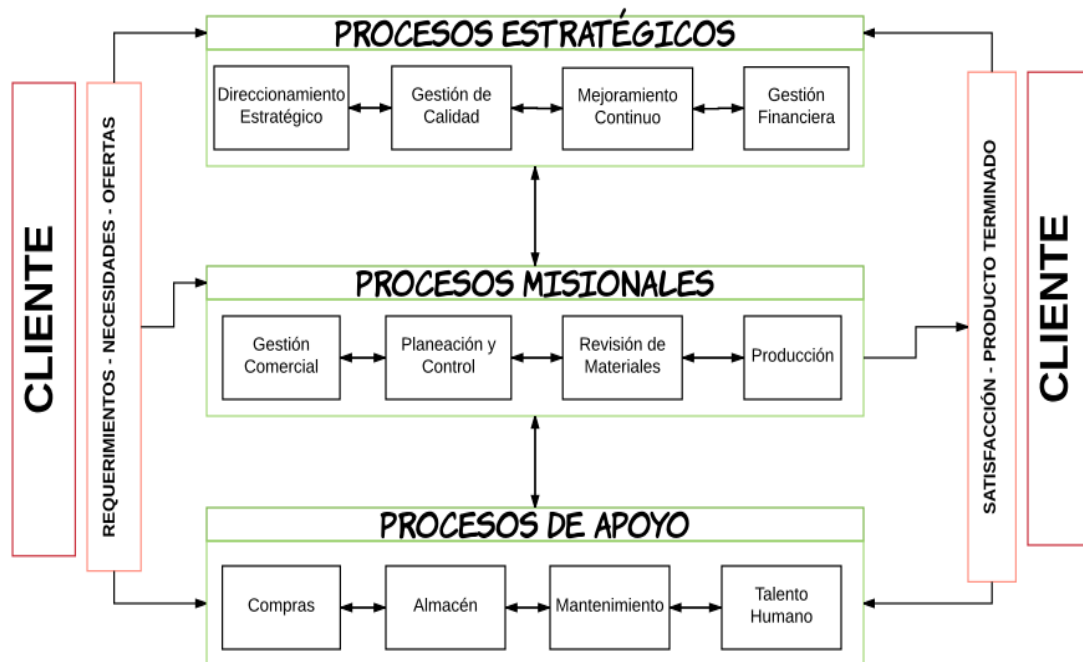 PROCESOS ESTRATÉGICOS
Direccionamiento
Estratégico
Gestión de
Calidad
Mejoramiento
Continuo
Gestión
Financiera
CLIENTE
REQUERIMIENTOS - NECESIDADES - OFERTAS
PROCESOS MISIONALES
Gestión
Comercial
Planeación y
Control
Revisión de
Materiales
Producción
SATISFACCIÓN - PRODUCTO TERMINADO
CLIENTE
PROCESOS DE APOYO
Compras
Almacén
Mantenimiento
Talento
Humano